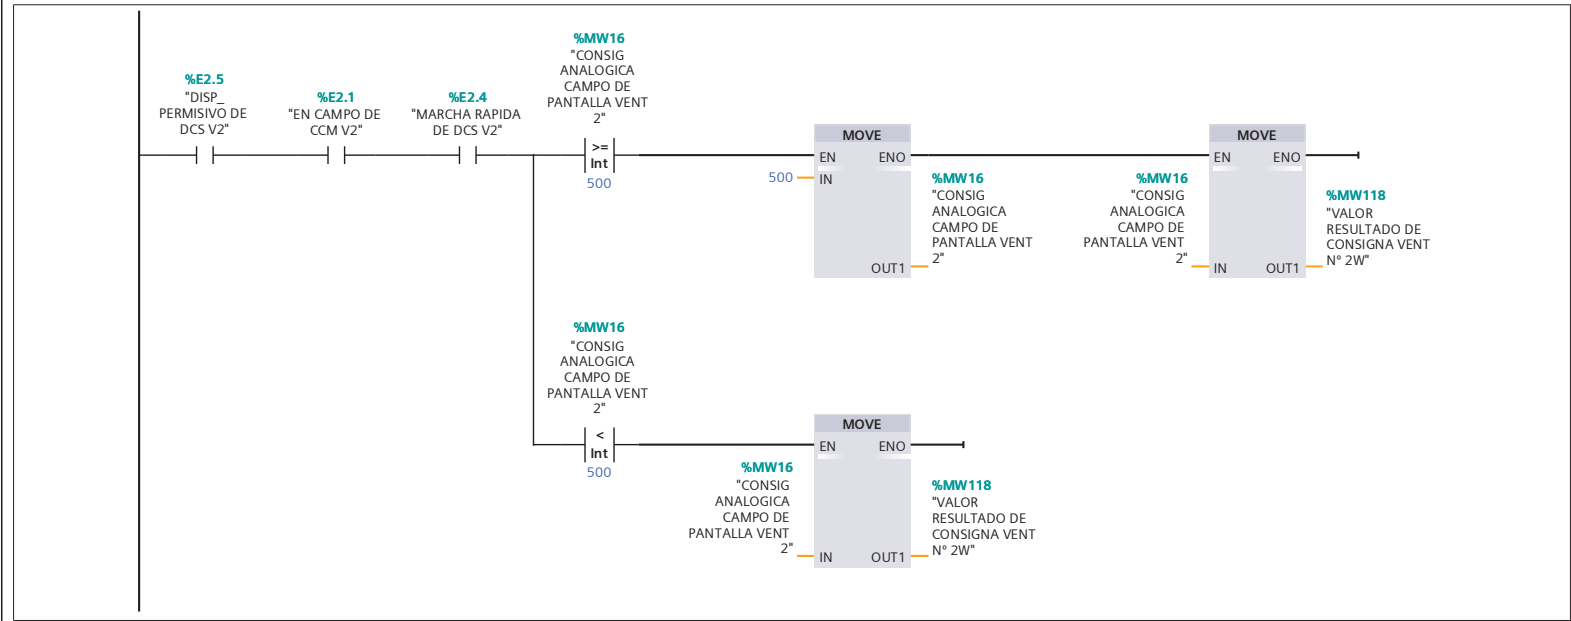 %MW16
"CONSIG
ANALOGICA
CAMPO DE
PANTALLA VENT
2"
%E2.5
"DISP_
PERMISIVO DE
DCS V2"
%E2.1
"EN CAMPO DE
CCM V2"
%E2.4
"MARCHA RAPIDA
DE DCS V2"
>=
Int
500
MOVE
EN ENO
500
IN
OUT1
%MW16
"CONSIG
ANALOGICA
CAMPO DE
PANTALLA VENT
2"
%MW16
"CONSIG
ANALOGICA
CAMPO DE
PANTALLA VENT
2"
MOVE
EN ENO
IN OUT1
%MW118
"VALOR
RESULTADO DE
CONSIGNA VENT
N° 2W"
%MW16
"CONSIG
ANALOGICA
CAMPO DE
PANTALLA VENT
2"
<
Int
500
%MW16
"CONSIG
ANALOGICA
CAMPO DE
PANTALLA VENT
2"
MOVE
EN ENO
IN OUT1
%MW118
"VALOR
RESULTADO DE
CONSIGNA VENT
N° 2W"